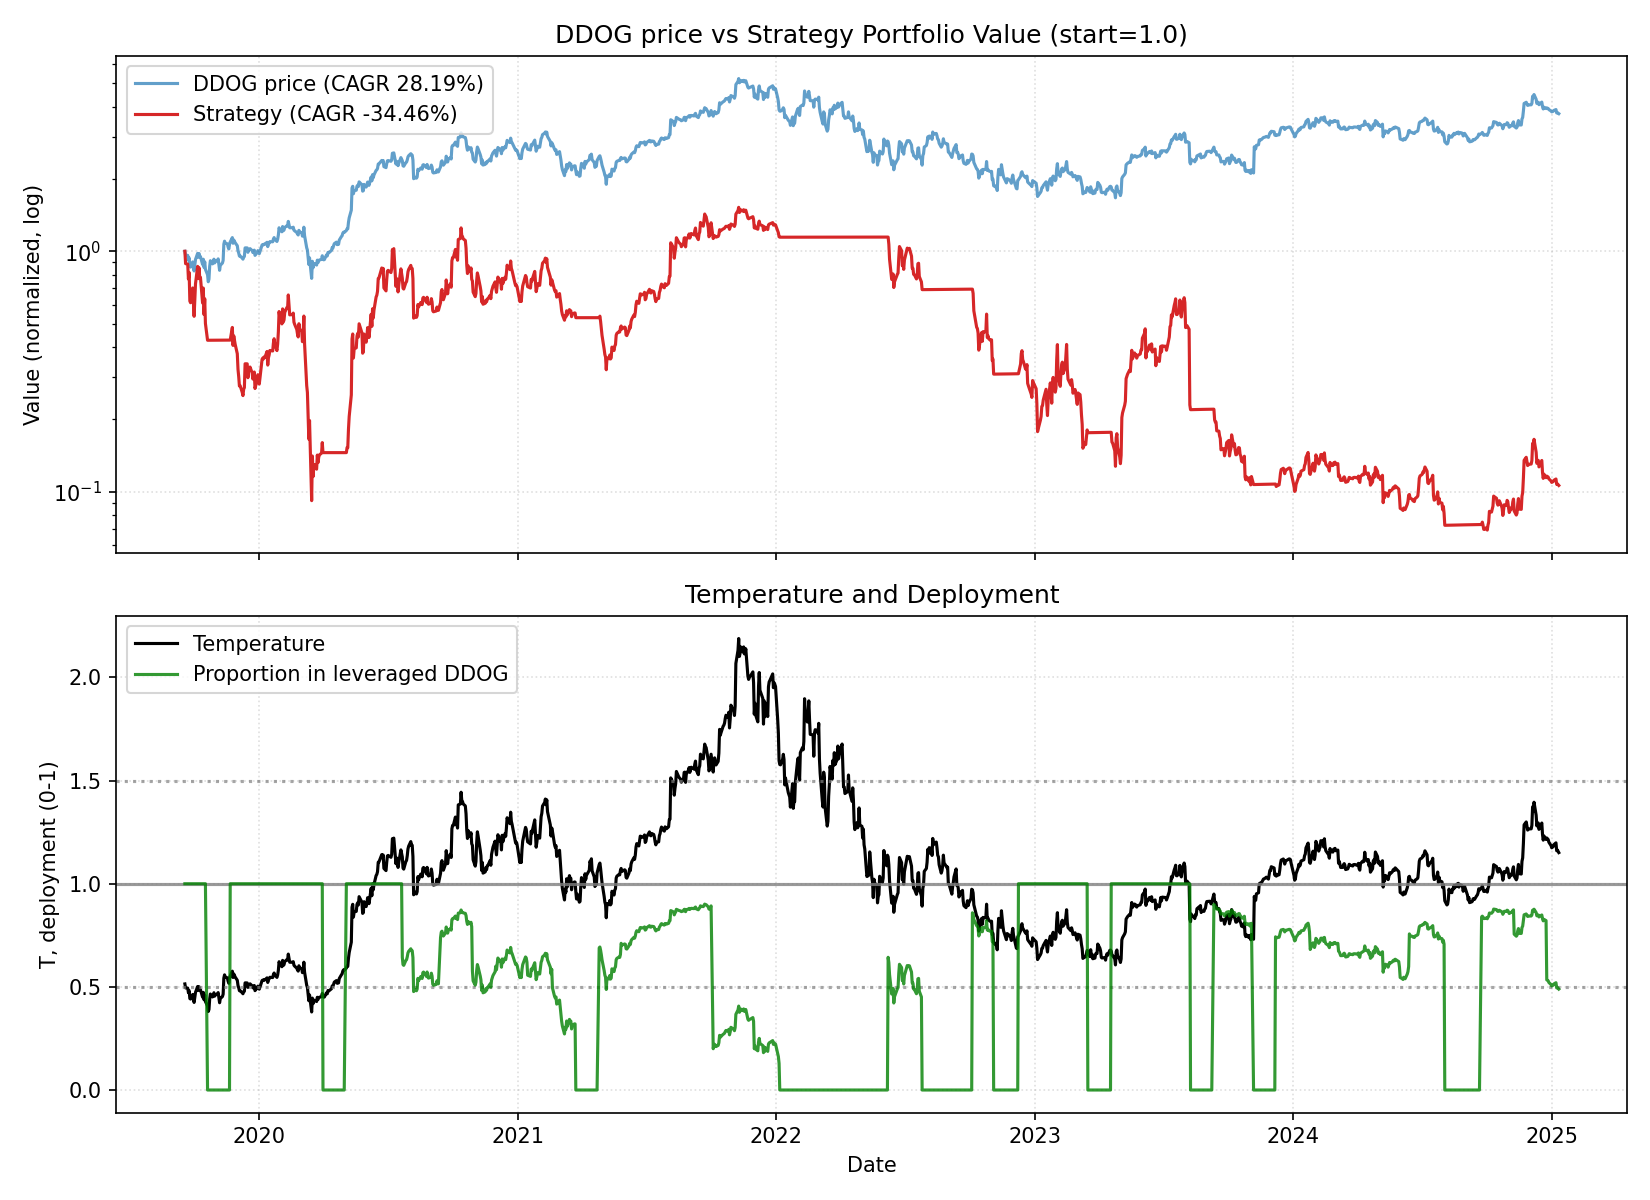 DDOG price vs Strategy Portfolio Value (start=1.0)
DDOG price (CAGR 28.19%)
Strategy (CAGR -34.46%)
Value (normalized, log)
10⁰
10⁻¹
Temperature and Deployment
Temperature
Proportion in leveraged DDOG
T, deployment (0-1)
2.0
1.5
1.0
0.5
0.0
2020 2021 2022 2023 2024 2025
Date